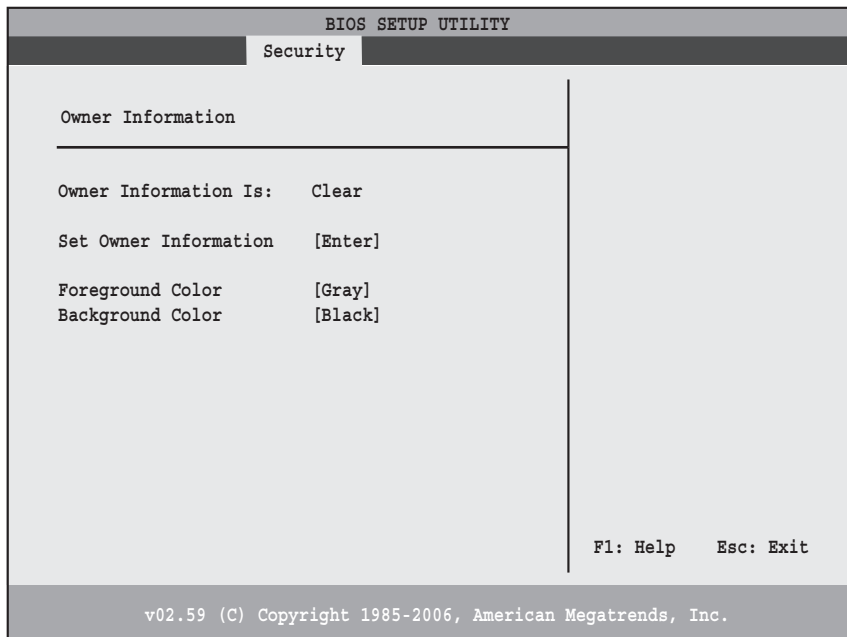 BIOS SETUP UTILITY
Security
Owner Information
Owner Information Is: Clear
Set Owner Information [Enter]
Foreground Color [Gray]
Background Color [Black]
F1: Help Esc: Exit
v02.59 (C) Copyright 1985-2006, American Megatrends, Inc.